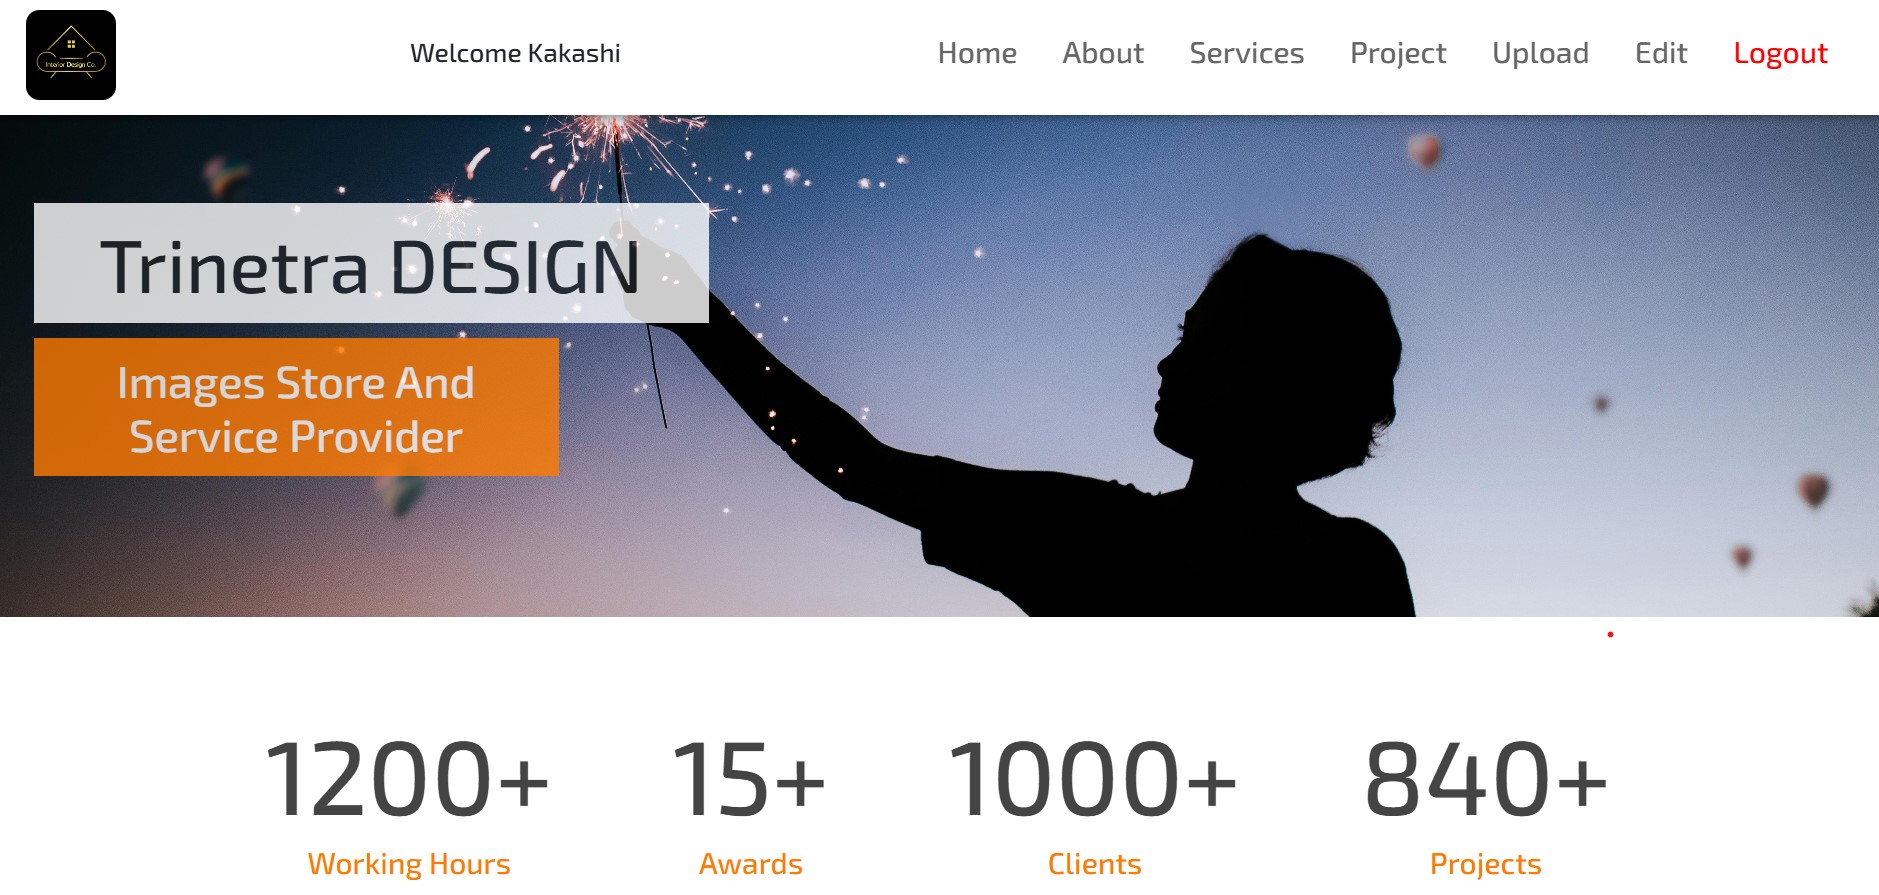 Interior Design Co.
Welcome Kakashi
Home About Services Project Upload Edit Logout
Trinetra DESIGN
Images Store And
Service Provider
1200+ 15+ 1000+ 840+
Working Hours Awards Clients Projects